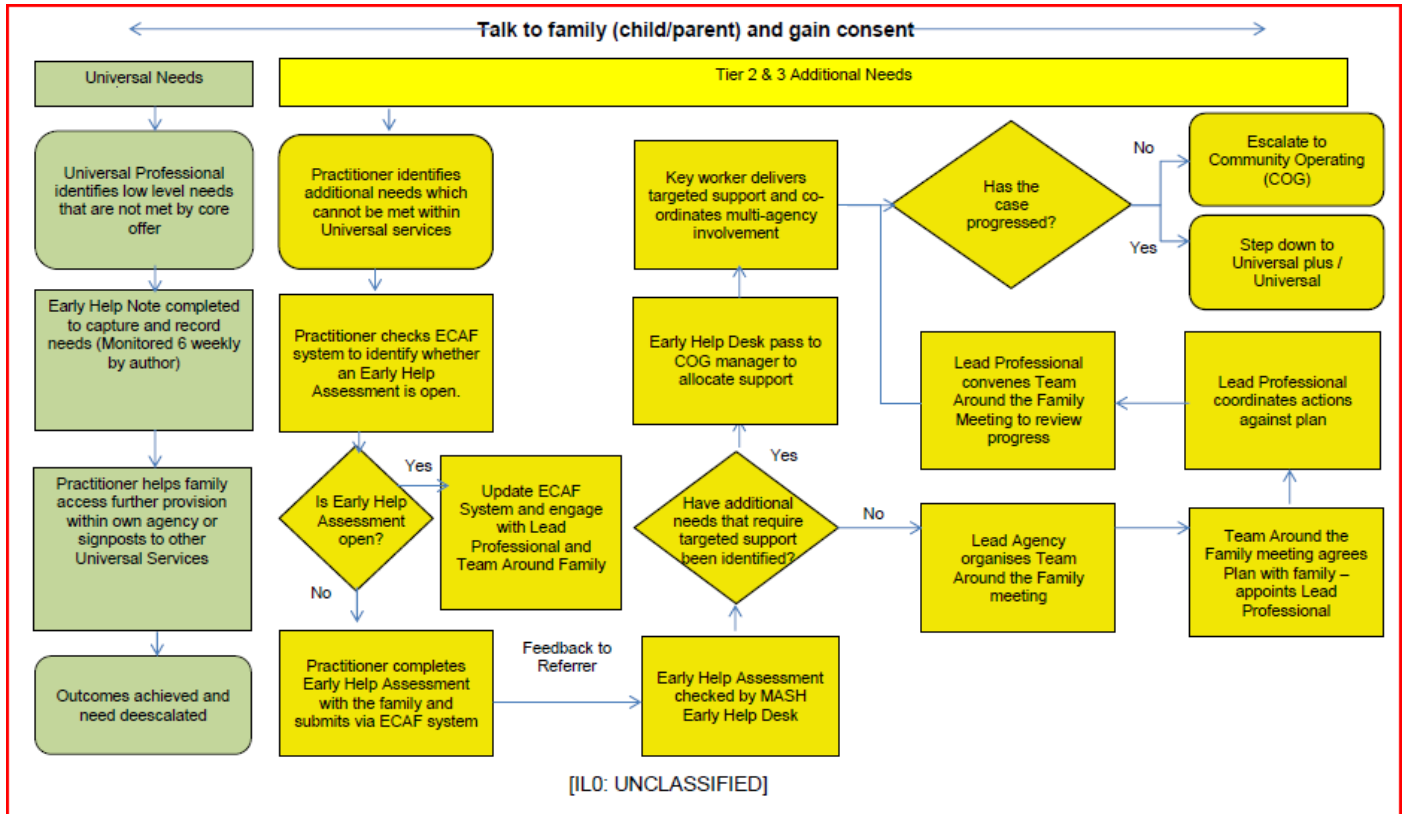 Talk to family (child/parent) and gain consent
Universal Needs
Tier 2 & 3 Additional Needs
Universal Professional
identifies low level needs
that are not met by core
offer
Early Help Note completed
to capture and record
needs (Monitored 6 weekly
by author)
Practitioner helps family
access further provision
within own agency or
signposts to other
Universal Services
Outcomes achieved and
need deescalated
Practitioner identifies
additional needs which
cannot be met within
Universal services
Practitioner checks ECAF
system to identify whether
an Early Help
Assessment is open.
Is Early Help
Assessment
open?
Yes
Update ECAF
System and engage
with Lead
Professional and
Team Around Family
No
Practitioner completes
Early Help Assessment
with the family and
submits via ECAF system
Feedback to
Referrer
Early Help Assessment
checked by MASH
Early Help Desk
Have additional
needs that require
targeted support
been identified?
Yes
Early Help Desk pass to
COG manager to
allocate support
Key worker delivers
targeted support and co-
ordinates multi-agency
involvement
No
Lead Agency
organises Team
Around the Family
meeting
Team Around the
Family meeting agrees
Plan with family –
appoints Lead
Professional
Lead Professional
coordinates actions
against plan
Lead Professional
convenes Team
Around the Family
Meeting to review
progress
Has the
case
progressed?
No
Escalate to
Community Operating
(COG)
Yes
Step down to
Universal plus /
Universal
[IL0: UNCLASSIFIED]